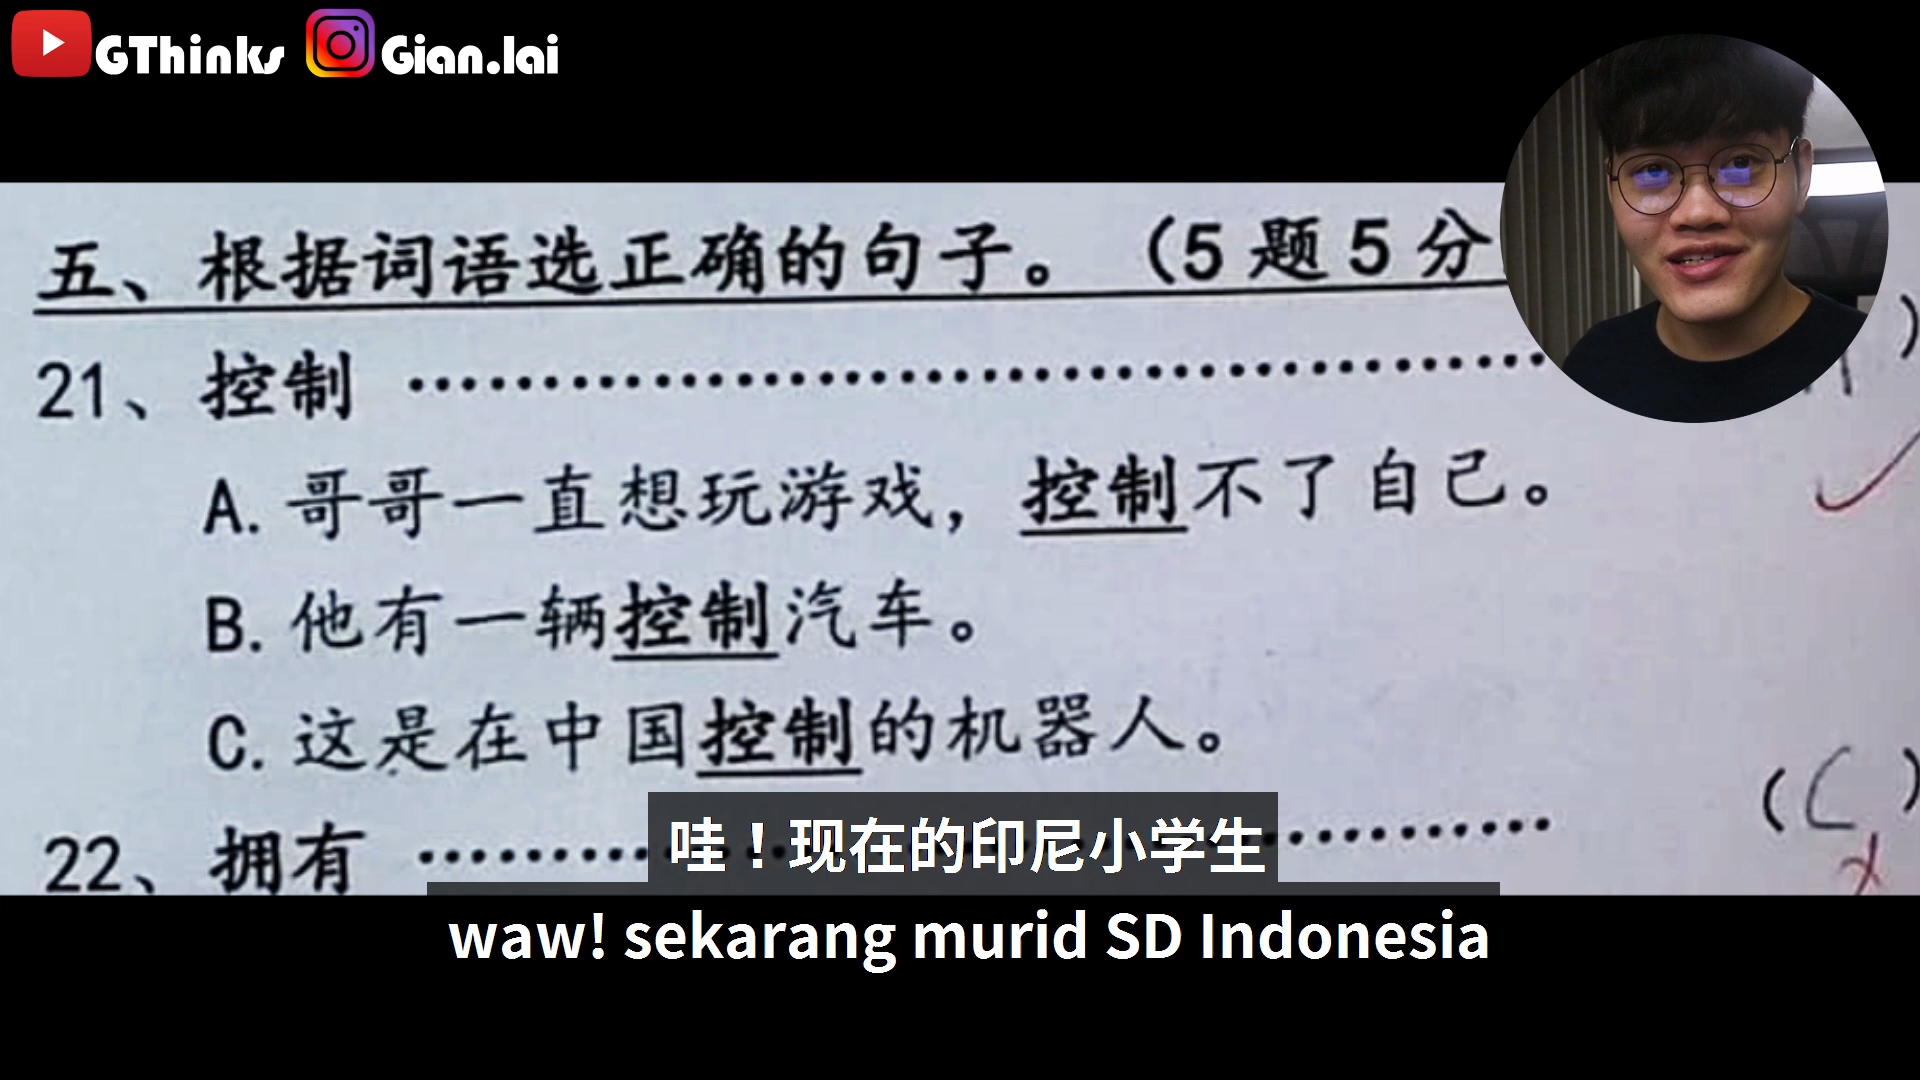 GThinks Gian.lai
五、根据词语选正确的句子。(5题5分
21、控制 ……………………………………
A. 哥哥一直想玩游戏，控制不了自己。
B. 他有一辆控制汽车。
C. 这是在中国控制的机器人。
22、拥有 …………………………………… (C)
哇！现在的印尼小学生
waw! sekarang murid SD Indonesia